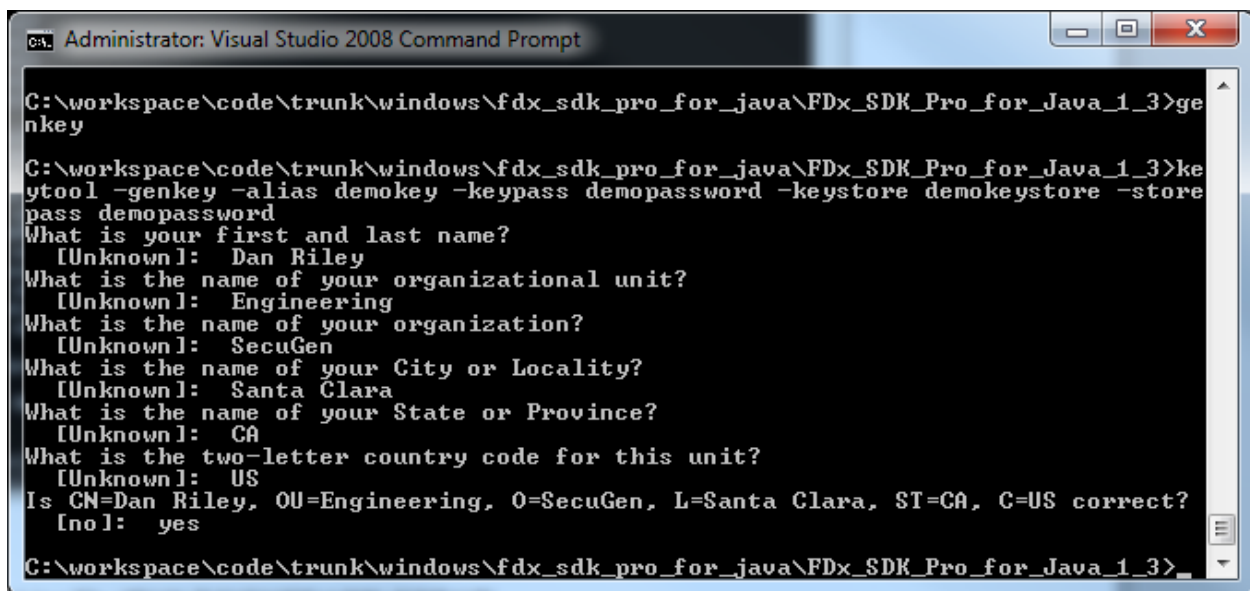 Administrator: Visual Studio 2008 Command Prompt
C:\workspace\code\trunk\windows\fdx_sdk_pro_for_java\FDx_SDK_Pro_for_Java_1_3>ge
nkey
C:\workspace\code\trunk\windows\fdx_sdk_pro_for_java\FDx_SDK_Pro_for_Java_1_3>ke
ytool -genkey -alias demokey -keypass demopassword -keystore demokeystore -store
pass demopassword
What is your first and last name?
  [Unknown]:  Dan Riley
What is the name of your organizational unit?
  [Unknown]:  Engineering
What is the name of your organization?
  [Unknown]:  SecuGen
What is the name of your City or Locality?
  [Unknown]:  Santa Clara
What is the name of your State or Province?
  [Unknown]:  CA
What is the two-letter country code for this unit?
  [Unknown]:  US
Is CN=Dan Riley, OU=Engineering, O=SecuGen, L=Santa Clara, ST=CA, C=US correct?
  [no]:  yes
C:\workspace\code\trunk\windows\fdx_sdk_pro_for_java\FDx_SDK_Pro_for_Java_1_3>_